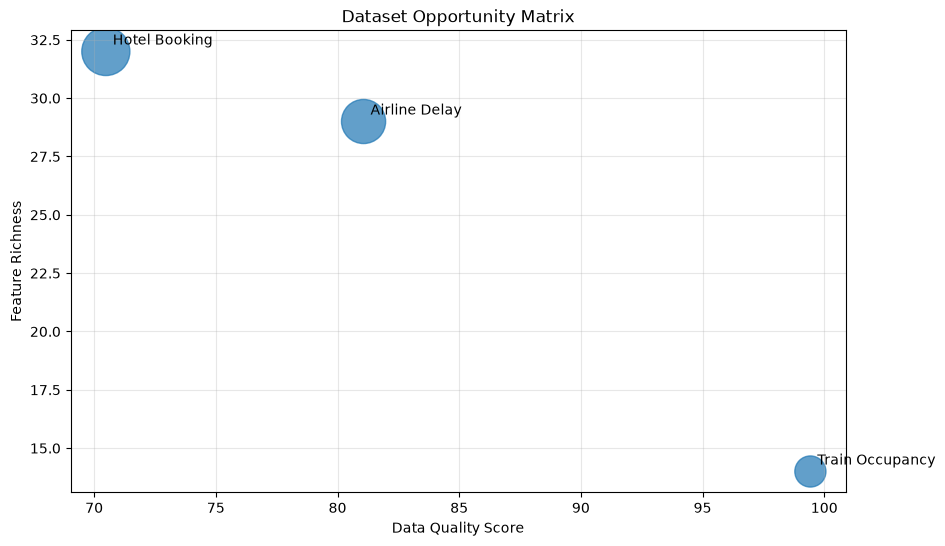 Dataset Opportunity Matrix
Hotel Booking
Airline Delay
Train Occupancy
Feature Richness
32.5
30.0
27.5
25.0
22.5
20.0
17.5
15.0
70 75 80 85 90 95 100
Data Quality Score